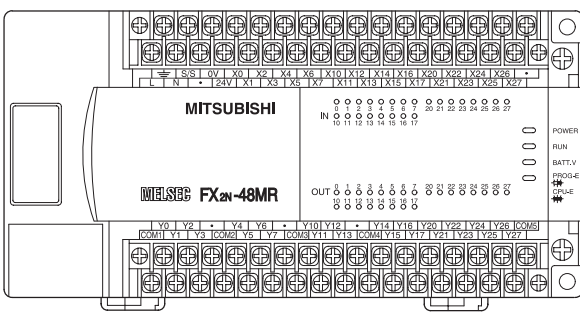 ⏚ S/S 0V X0 X2 X4 X6 X10 X12 X14 X16 X20 X22 X24 X26 •
L N • 24V X1 X3 X5 X7 X11 X13 X15 X17 X21 X23 X25 X27
MITSUBISHI
0 1 2 3 4 5 6 7 20 21 22 23 24 25 26 27
IN
10 11 12 13 14 15 16 17
POWER
RUN
BATT.V
PROG-E
CPU-E
MELSEC FX2N-48MR
0 1 2 3 4 5 6 7 20 21 22 23 24 25 26 27
OUT
10 11 12 13 14 15 16 17
Y0 Y2 • Y4 Y6 • Y10 Y12 • Y14 Y16 Y20 Y22 Y24 Y26 COM5
COM1 Y1 Y3 COM2 Y5 Y7 COM3 Y11 Y13 COM4 Y15 Y17 Y21 Y23 Y25 Y27